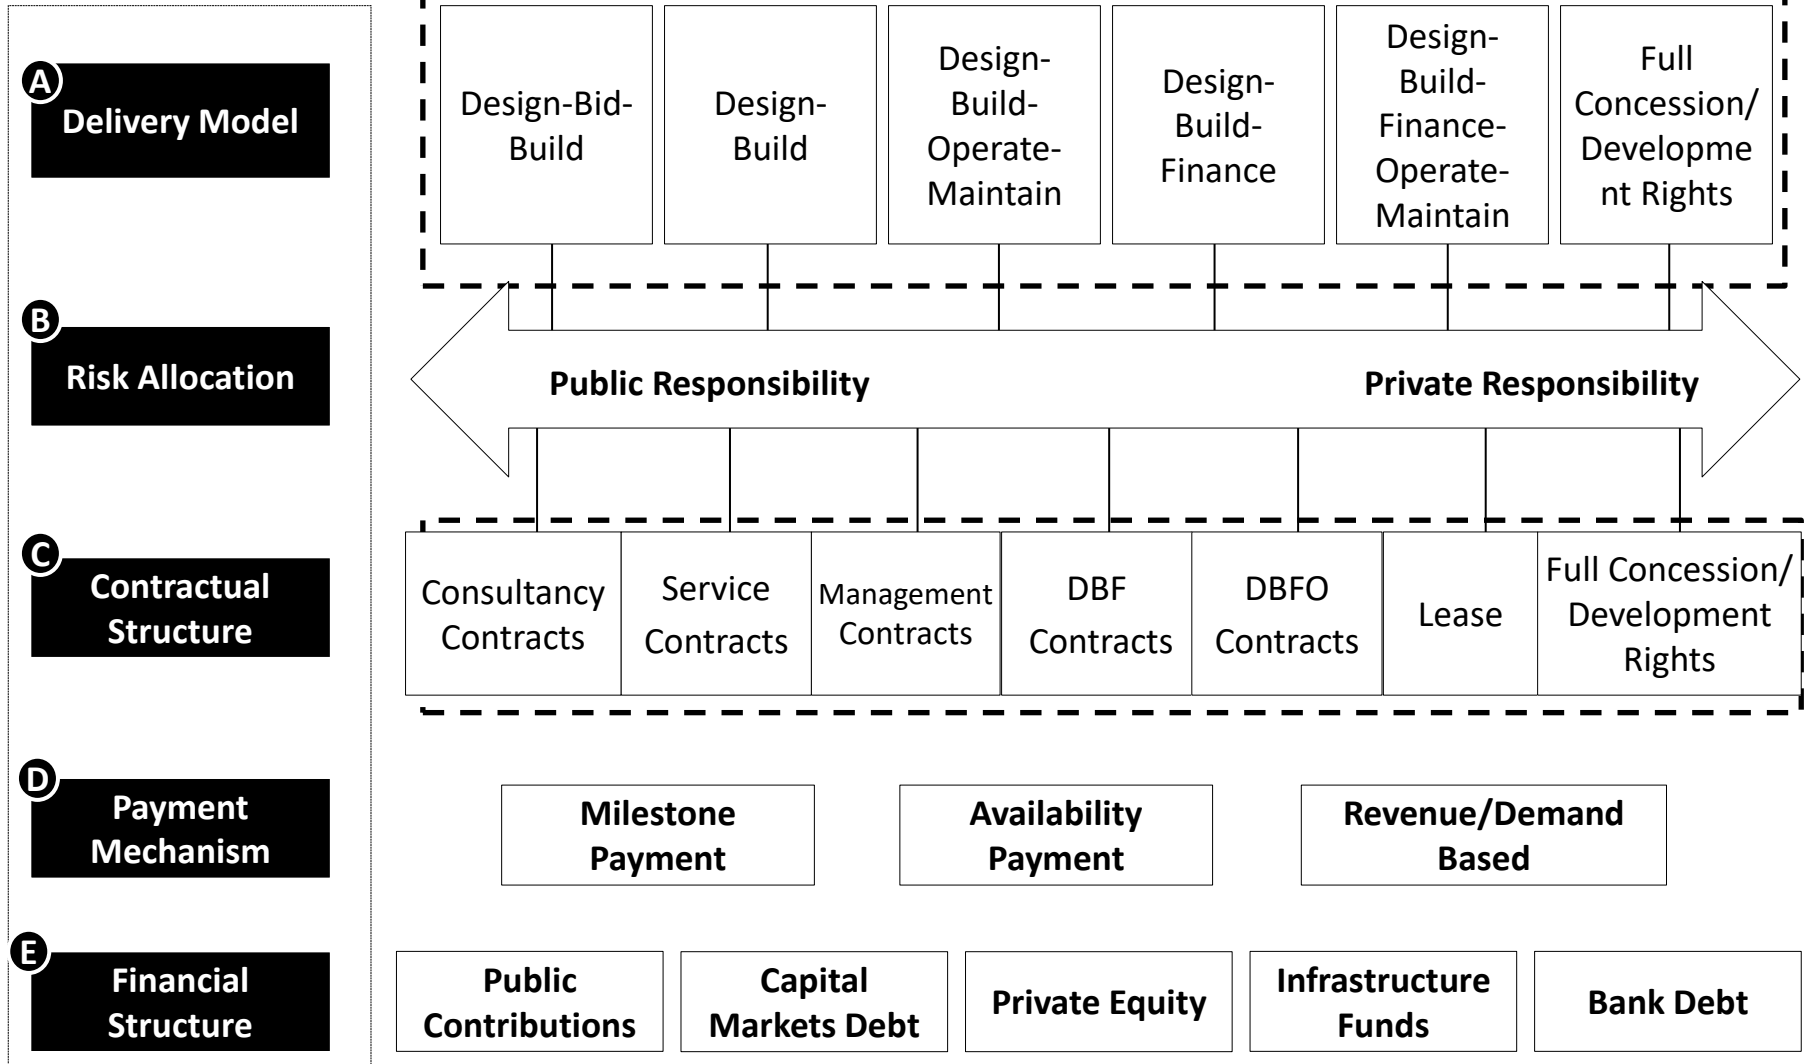 A
Delivery Model
Design-Bid-
Build
Design-
Build
Design-
Build-
Operate-
Maintain
Design-
Build-
Finance
Design-
Build-
Finance-
Operate-
Maintain
Full
Concession/
Developme
nt Rights
B
Risk Allocation
Public Responsibility
Private Responsibility
C
Contractual
Structure
Consultancy
Contracts
Service
Contracts
Management
Contracts
DBF
Contracts
DBFO
Contracts
Lease
Full Concession/
Development
Rights
D
Payment
Mechanism
Milestone
Payment
Availability
Payment
Revenue/Demand
Based
E
Financial
Structure
Public
Contributions
Capital
Markets Debt
Private Equity
Infrastructure
Funds
Bank Debt